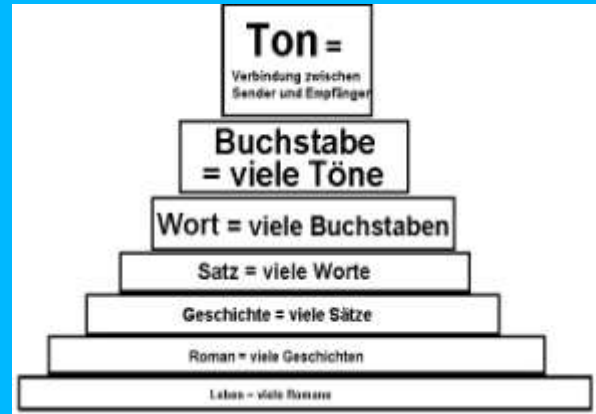 Ton =
Verbindung zwischen
Sender und Empfänger
Buchstabe
= viele Töne
Wort = viele Buchstaben
Satz = viele Worte
Geschichte = viele Sätze
Roman = viele Geschichten
Leben = viele Romane